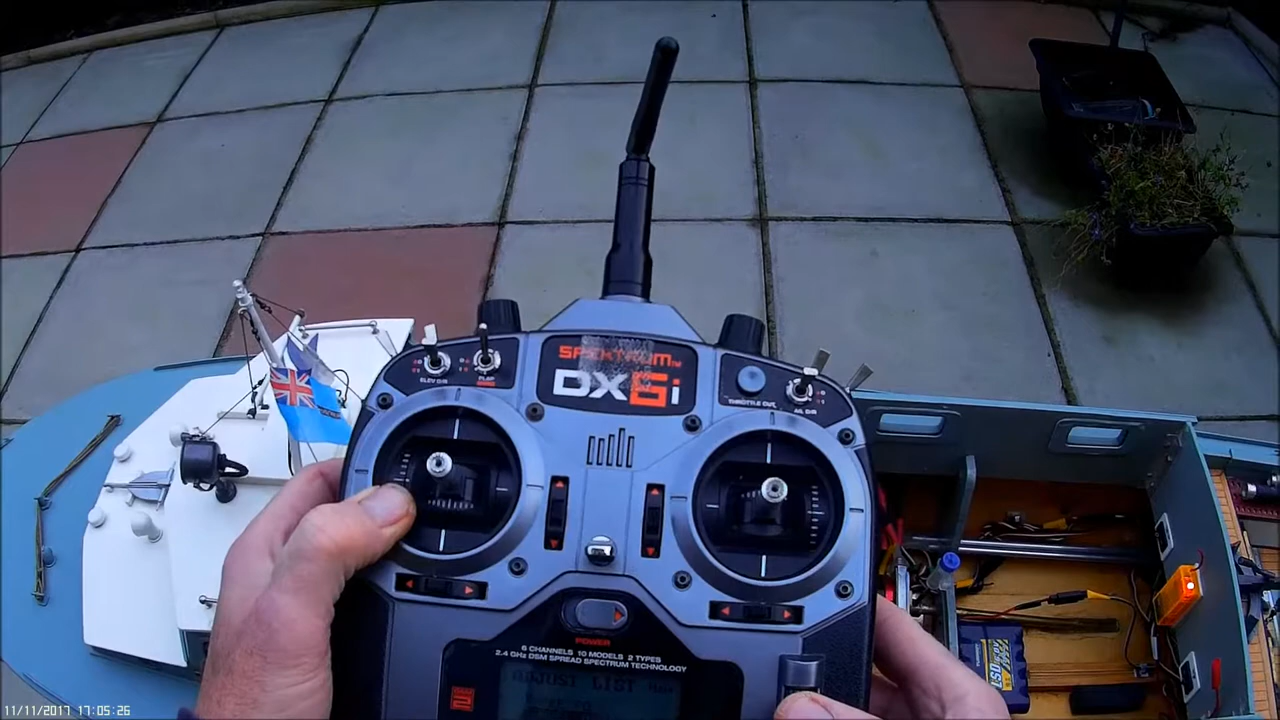 SPEKTRUM
DX6i
ELEV D/R
FLAP
THROTTLE CUT
AIL D/R
POWER
6 CHANNELS 10 MODELS 2 TYPES
2.4 GHz DSM SPREAD SPECTRUM TECHNOLOGY
ADJUST LIST
11/11/2017 17:05:26